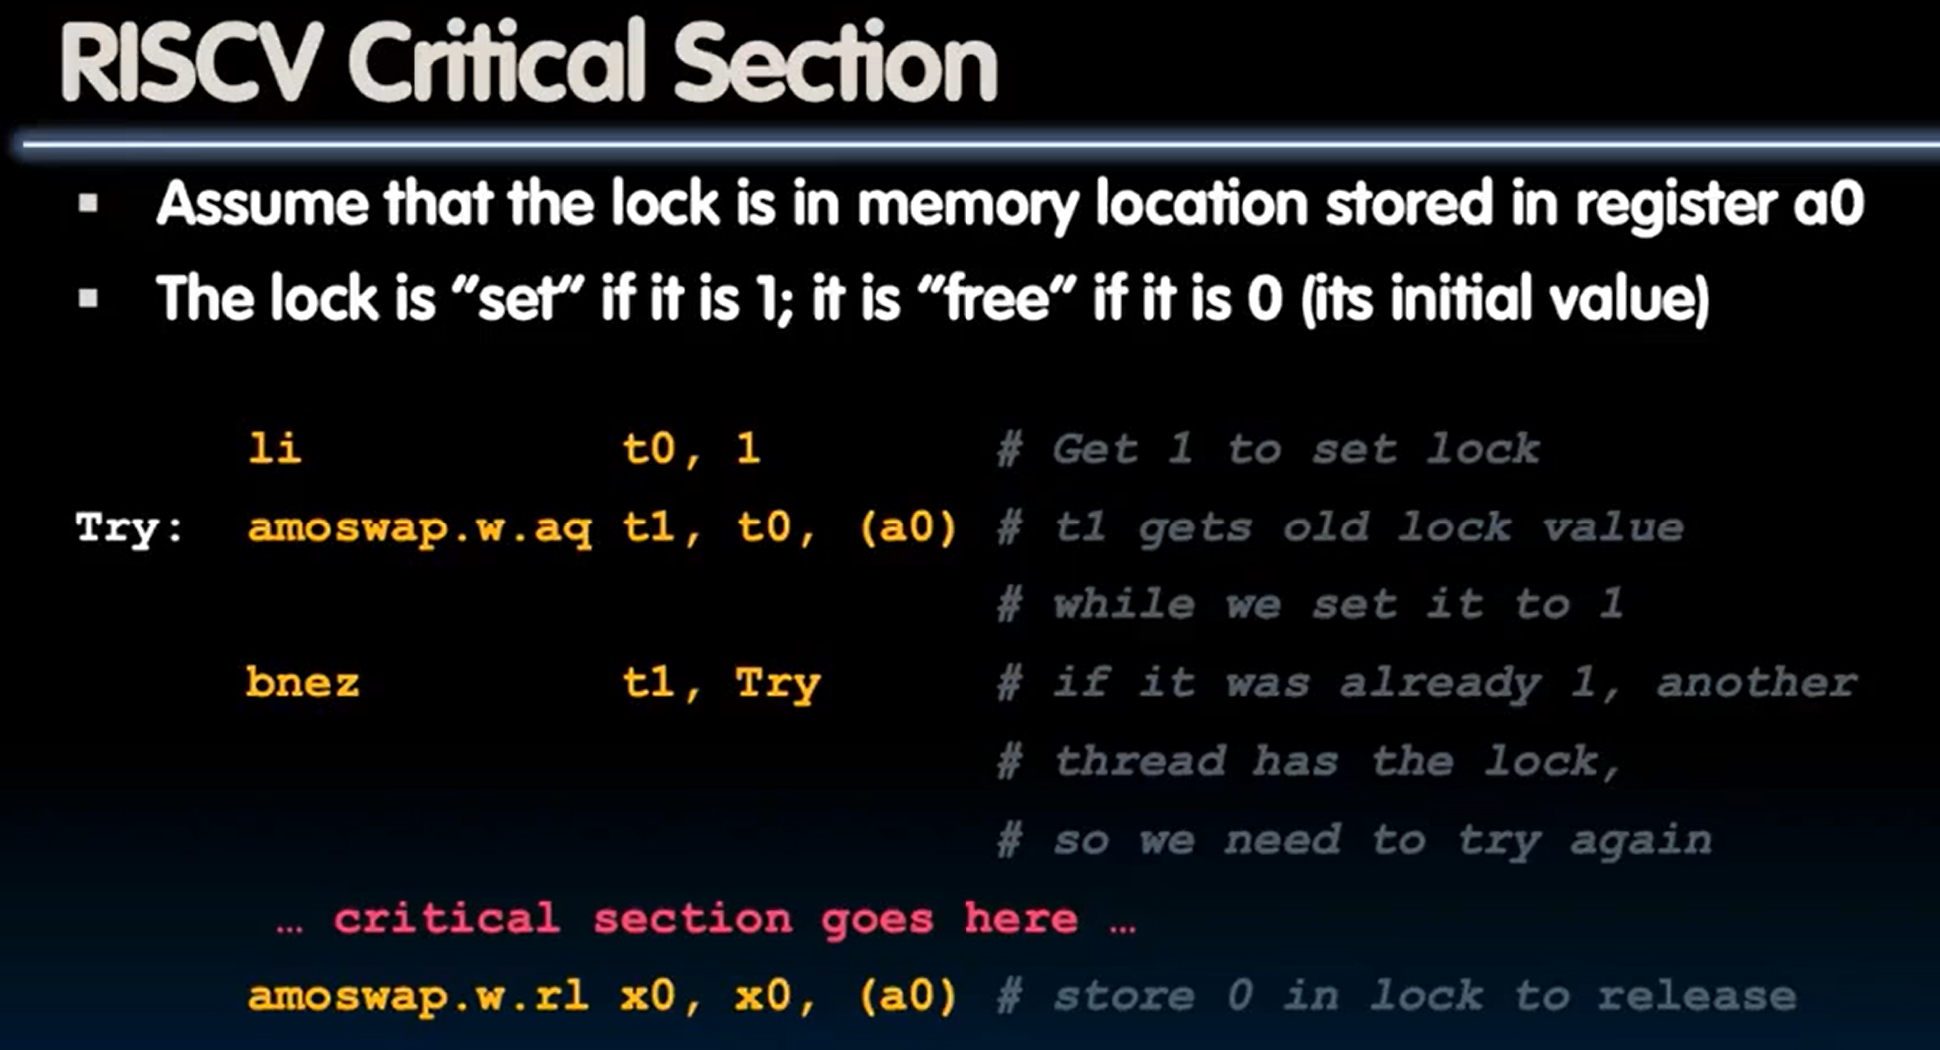 RISCV Critical Section
▪ Assume that the lock is in memory location stored in register a0
▪ The lock is “set” if it is 1; it is “free” if it is 0 (its initial value)
li t0, 1 # Get 1 to set lock
Try: amoswap.w.aq t1, t0, (a0) # t1 gets old lock value
# while we set it to 1
bnez t1, Try # if it was already 1, another
# thread has the lock,
# so we need to try again
… critical section goes here …
amoswap.w.rl x0, x0, (a0) # store 0 in lock to release